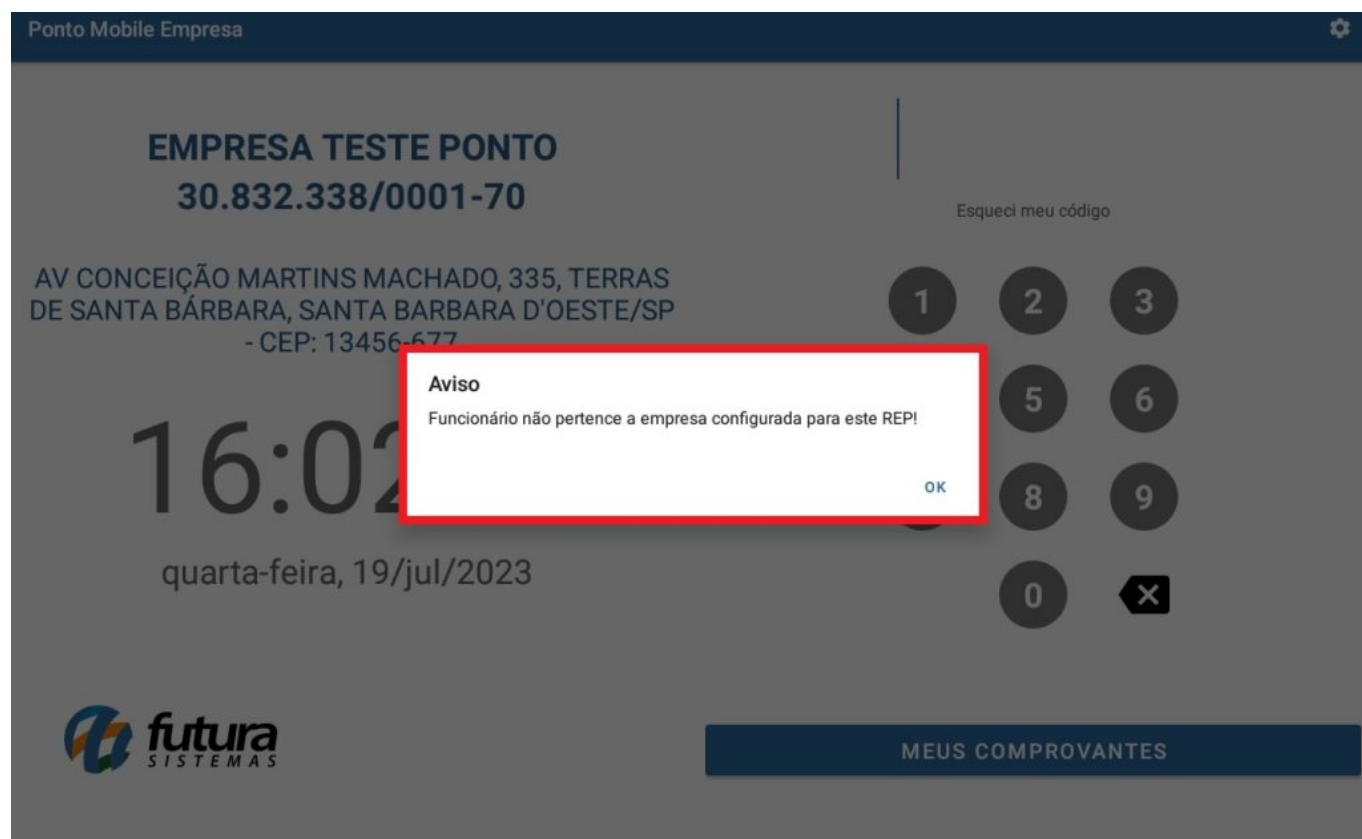 Ponto Mobile Empresa
EMPRESA TESTE PONTO
30.832.338/0001-70
AV CONCEIÇÃO MARTINS MACHADO, 335, TERRAS
DE SANTA BÁRBARA, SANTA BARBARA D'OESTE/SP
- CEP: 13456-677
16:02
quarta-feira, 19/jul/2023
futura
SISTEMAS
Esqueci meu código
1 2 3
5 6
8 9
0
MEUS COMPROVANTES
Aviso
Funcionário não pertence a empresa configurada para este REP!
OK